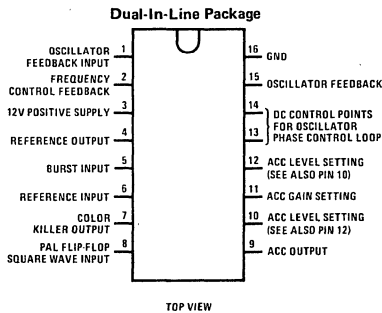 Dual-In-Line Package
OSCILLATOR
FEEDBACK INPUT
1
FREQUENCY
CONTROL FEEDBACK
2
12V POSITIVE SUPPLY
3
REFERENCE OUTPUT
4
BURST INPUT
5
REFERENCE INPUT
6
COLOR
KILLER OUTPUT
7
PAL FLIP-FLOP
SQUARE WAVE INPUT
8
16
GND
15
OSCILLATOR FEEDBACK
14
13
DC CONTROL POINTS
FOR OSCILLATOR
PHASE CONTROL LOOP
12
ACC LEVEL SETTING
(SEE ALSO PIN 10)
11
ACC GAIN SETTING
10
ACC LEVEL SETTING
(SEE ALSO PIN 12)
9
ACC OUTPUT
TOP VIEW